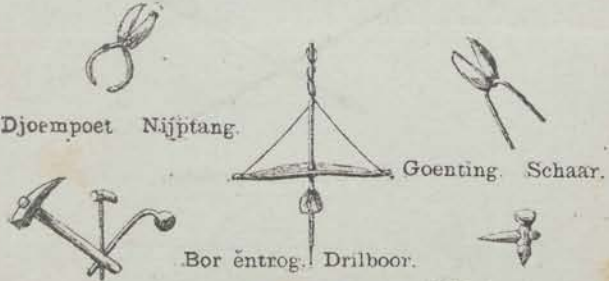 Djoempoet Nijptang.
Goenting. Schaar.
Bor ĕntrog. Drilboor.